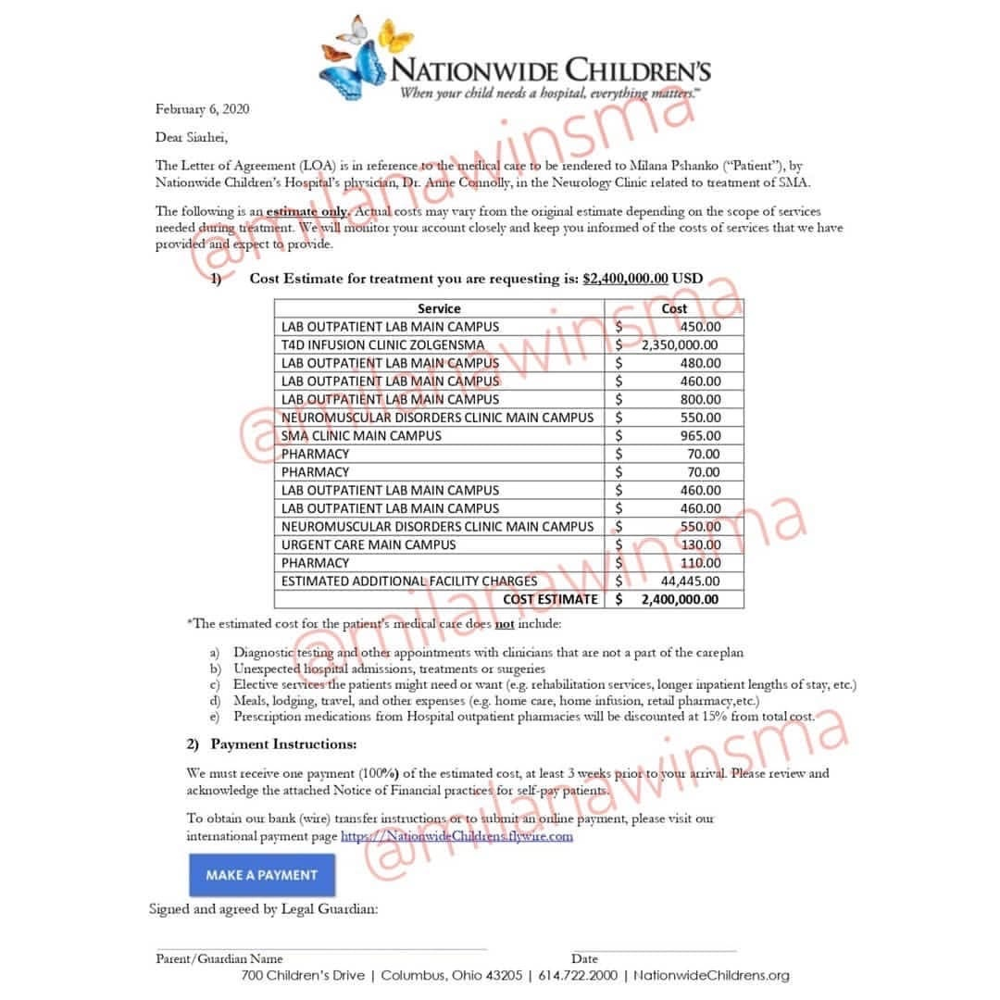 NATIONWIDE CHILDREN'S
When your child needs a hospital, everything matters.™
February 6, 2020
Dear Siarhei,
The Letter of Agreement (LOA) is in reference to the medical care to be rendered to Milana Pshanko ("Patient"), by
Nationwide Children's Hospital's physician, Dr. Anne Connolly, in the Neurology Clinic related to treatment of SMA.
The following is an estimate only. Actual costs may vary from the original estimate depending on the scope of services
needed during treatment. We will monitor your account closely and keep you informed of the costs of services that we have
provided and expect to provide.
1) Cost Estimate for treatment you are requesting is: $2,400,000.00 USD
Service Cost
LAB OUTPATIENT LAB MAIN CAMPUS $ 450.00
T4D INFUSION CLINIC ZOLGENSMA $ 2,350,000.00
LAB OUTPATIENT LAB MAIN CAMPUS $ 480.00
LAB OUTPATIENT LAB MAIN CAMPUS $ 460.00
LAB OUTPATIENT LAB MAIN CAMPUS $ 800.00
NEUROMUSCULAR DISORDERS CLINIC MAIN CAMPUS $ 550.00
SMA CLINIC MAIN CAMPUS $ 965.00
PHARMACY $ 70.00
PHARMACY $ 70.00
LAB OUTPATIENT LAB MAIN CAMPUS $ 460.00
LAB OUTPATIENT LAB MAIN CAMPUS $ 460.00
NEUROMUSCULAR DISORDERS CLINIC MAIN CAMPUS $ 550.00
URGENT CARE MAIN CAMPUS $ 130.00
PHARMACY $ 110.00
ESTIMATED ADDITIONAL FACILITY CHARGES $ 44,445.00
COST ESTIMATE $ 2,400,000.00
*The estimated cost for the patient's medical care does not include:
a) Diagnostic testing and other appointments with clinicians that are not a part of the careplan
b) Unexpected hospital admissions, treatments or surgeries
c) Elective services the patients might need or want (e.g. rehabilitation services, longer inpatient lengths of stay, etc.)
d) Meals, lodging, travel, and other expenses (e.g. home care, home infusion, retail pharmacy,etc.)
e) Prescription medications from Hospital outpatient pharmacies will be discounted at 15% from total cost.
2) Payment Instructions:
We must receive one payment (100%) of the estimated cost, at least 3 weeks prior to your arrival. Please review and
acknowledge the attached Notice of Financial practices for self-pay patients.
To obtain our bank (wire) transfer instructions or to submit an online payment, please visit our
international payment page https://NationwideChildrens.flywire.com
MAKE A PAYMENT
Signed and agreed by Legal Guardian:
Parent/Guardian Name Date
700 Children's Drive | Columbus, Ohio 43205 | 614.722.2000 | NationwideChildrens.org
@milanawinsma
@milanawinsma
@milanawinsma
@milanawinsma